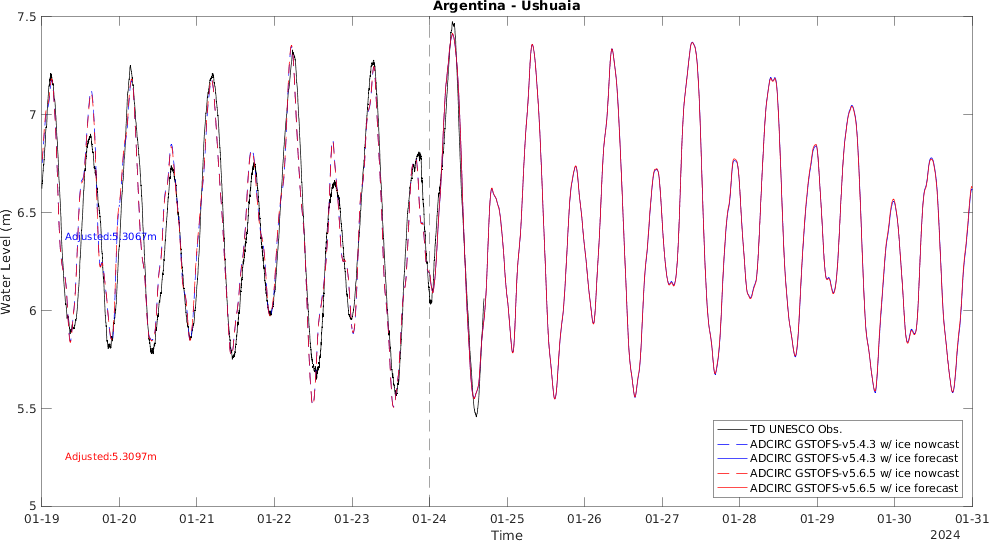 Argentina - Ushuaia
7.5
7
6.5
6
5.5
5
Water Level (m)
Adjusted:5.3067m
Adjusted:5.3097m
TD UNESCO Obs.
ADCIRC GSTOFS-v5.4.3 w/ ice nowcast
ADCIRC GSTOFS-v5.4.3 w/ ice forecast
ADCIRC GSTOFS-v5.6.5 w/ ice nowcast
ADCIRC GSTOFS-v5.6.5 w/ ice forecast
01-19 01-20 01-21 01-22 01-23 01-24 01-25 01-26 01-27 01-28 01-29 01-30 01-31
Time
2024